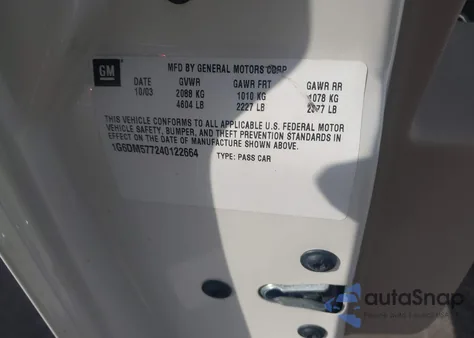 GM
MFD BY GENERAL MOTORS CORP
DATE GVWR GAWR FRT GAWR RR
10/03 2088 KG 1010 KG 1078 KG
4604 LB 2227 LB 2377 LB
THIS VEHICLE CONFORMS TO ALL APPLICABLE U.S. FEDERAL MOTOR
VEHICLE SAFETY, BUMPER, AND THEFT PREVENTION STANDARDS IN
EFFECT ON THE DATE OF MANUFACTURE SHOWN ABOVE.
1G6DM577240122664 TYPE: PASS CAR
autoSnap